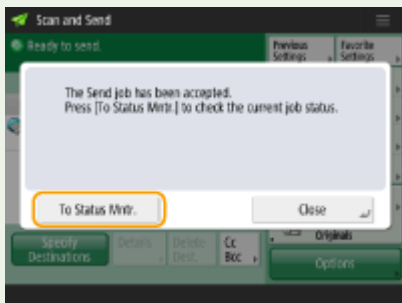 Scan and Send
Ready to send.
Previous Settings
Favorite Settings
The Send job has been accepted.
Press [To Status Mntr.] to check the current job status.
To Status Mntr.
Close
Specify Destinations
Details
Delete Dest.
Cc Bcc
Originals
Options